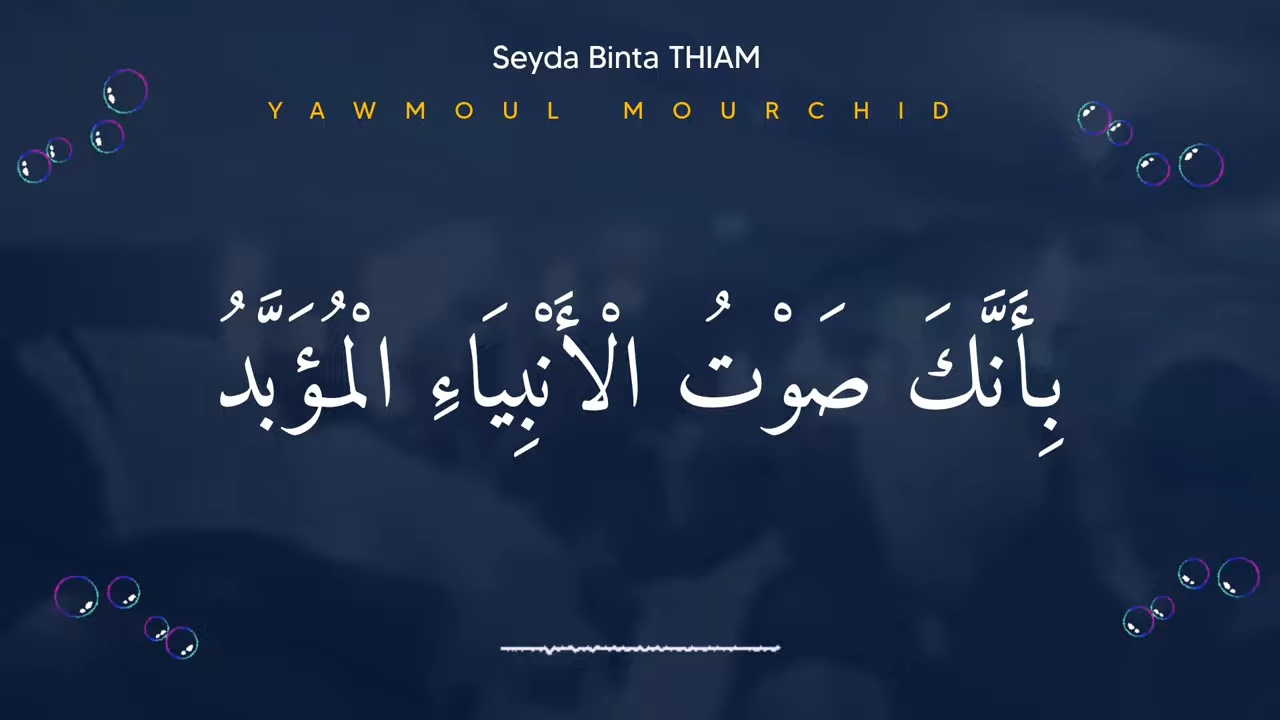 Seyda Binta THIAM
YAWMOUL MOURCHID
بِأَنَّكَ صَوْتُ الْأَنْبِيَاءِ الْمُؤَبَّدُ